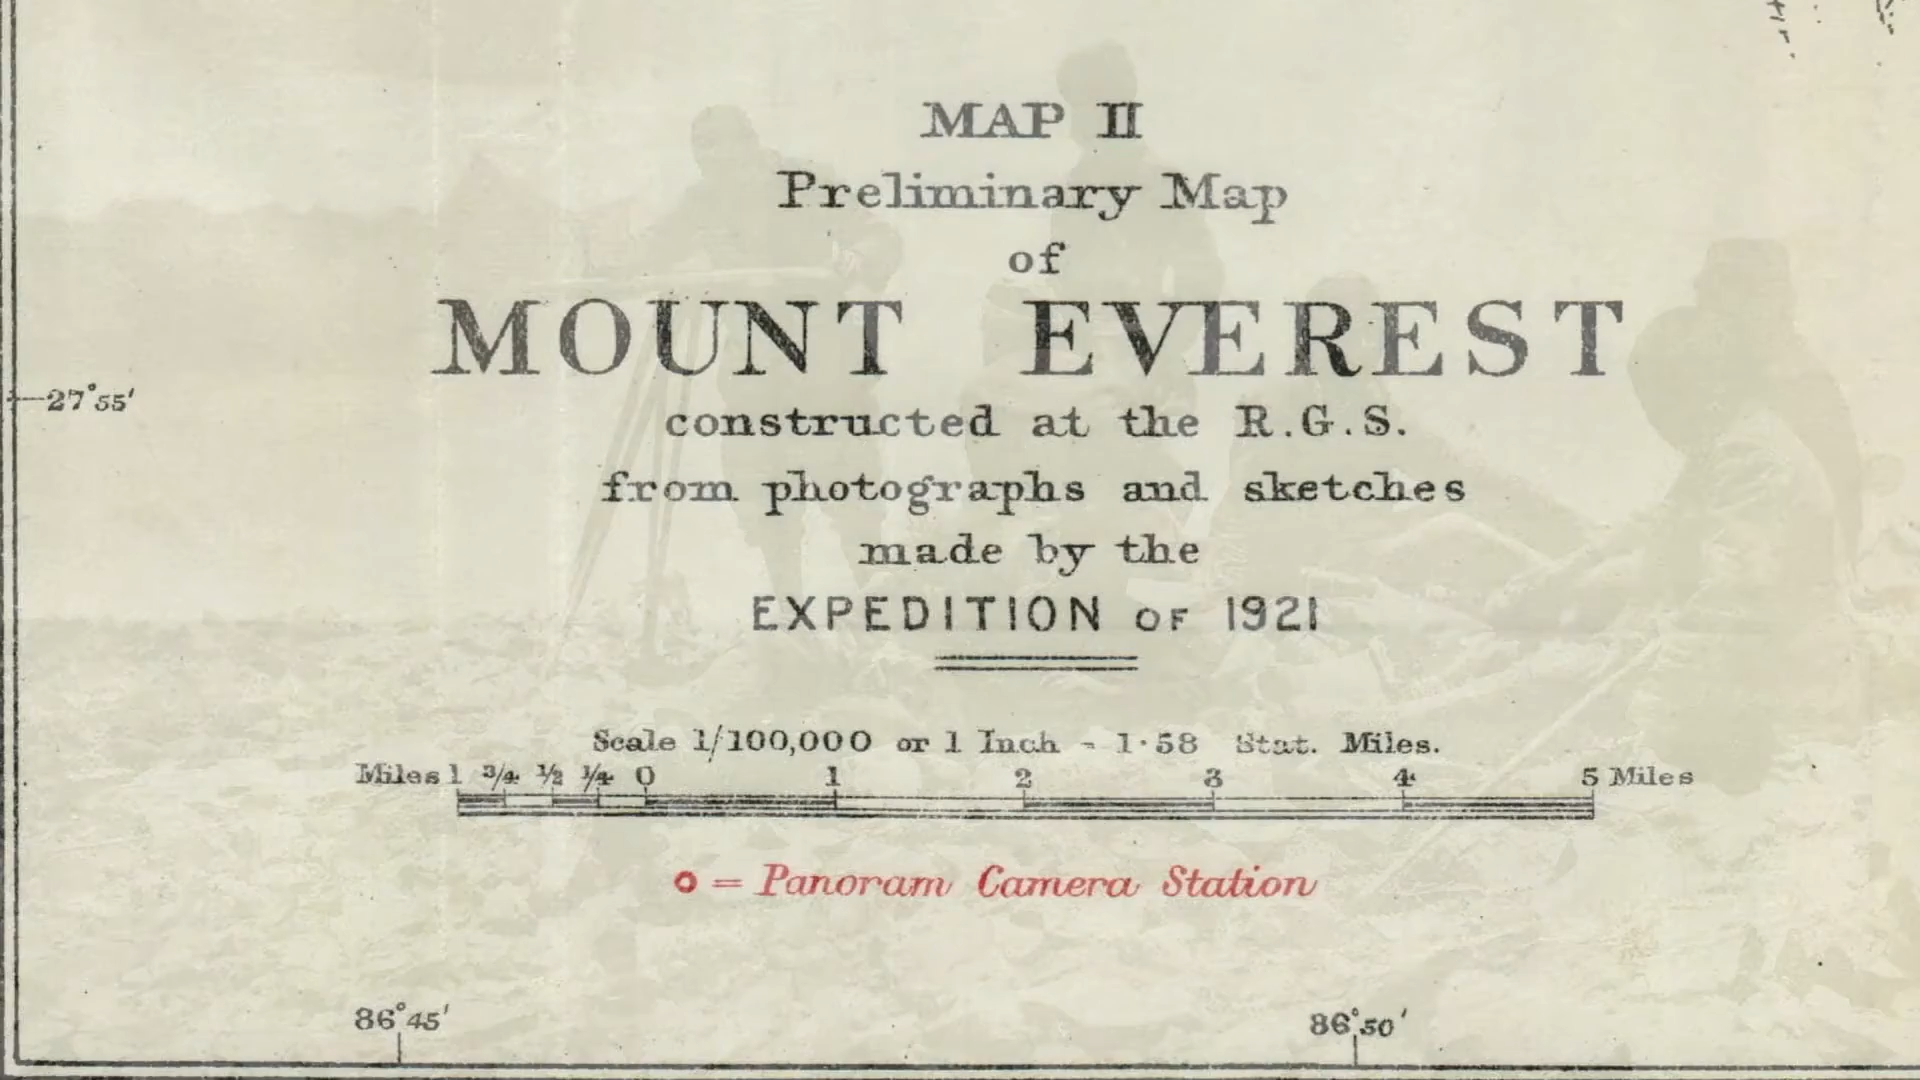 MAP II
Preliminary Map
of
MOUNT EVEREST
27°55'
constructed at the R.G.S.
from photographs and sketches
made by the
EXPEDITION OF 1921
Scale 1/100,000 or 1 Inch = 1·58 Stat. Miles.
Miles 1 3/4 1/2 1/4 0 1 2 3 4 5 Miles
o = Panoram Camera Station
86°45' 86°50'